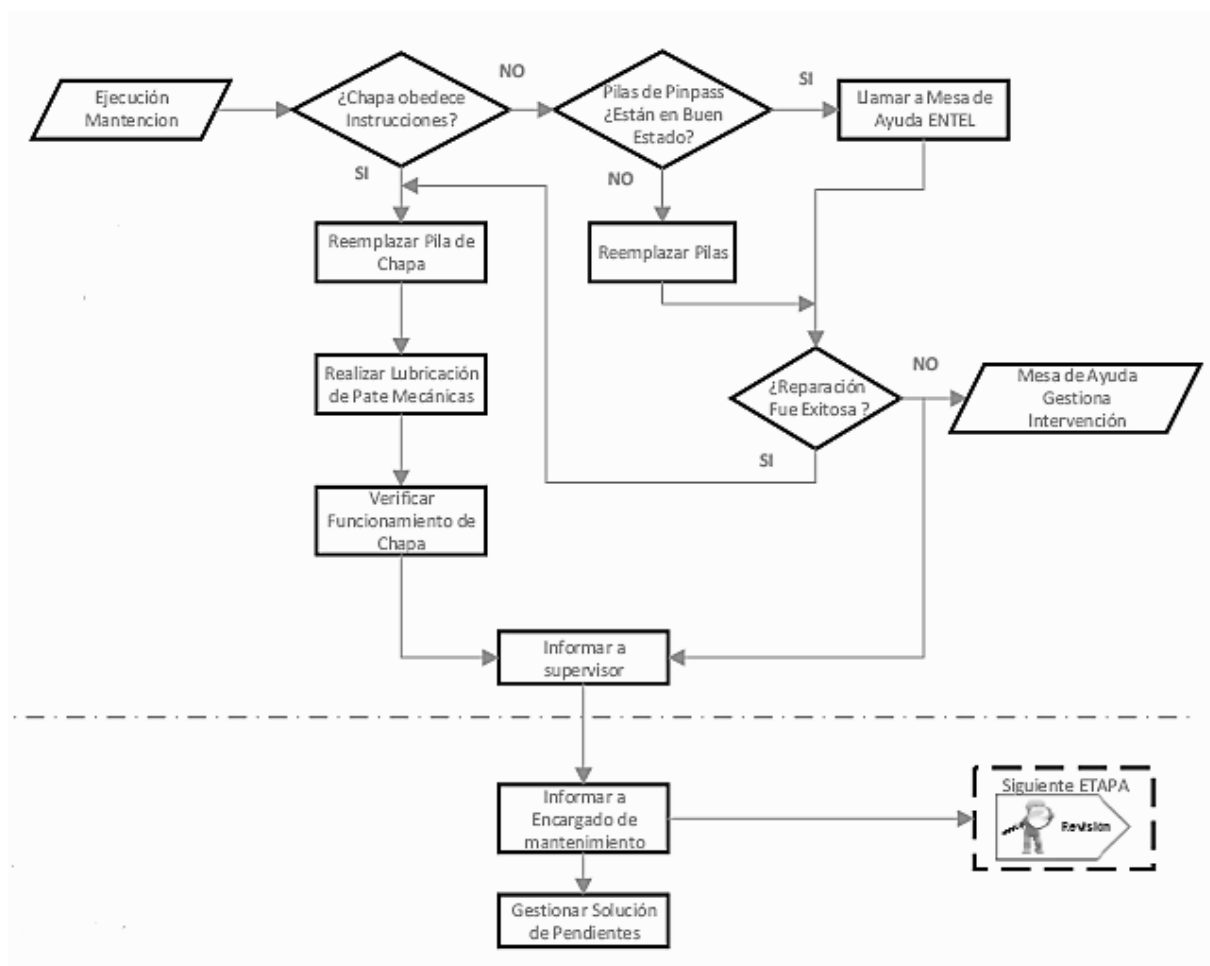 Ejecución
Mantencion
¿Chapa obedece
Instrucciones?
NO
Pilas de Pinpass
¿Están en Buen
Estado?
SI
Llamar a Mesa de
Ayuda ENTEL
SI
NO
Reemplazar Pila de
Chapa
Reemplazar Pilas
Realizar Lubricación
de Pate Mecánicas
¿Reparación
Fue Exitosa ?
NO
Mesa de Ayuda
Gestiona
Intervención
SI
Verificar
Funcionamiento de
Chapa
Informar a
supervisor
Informar a
Encargado de
mantenimiento
Siguiente ETAPA
Revisión
Gestionar Solución
de Pendientes